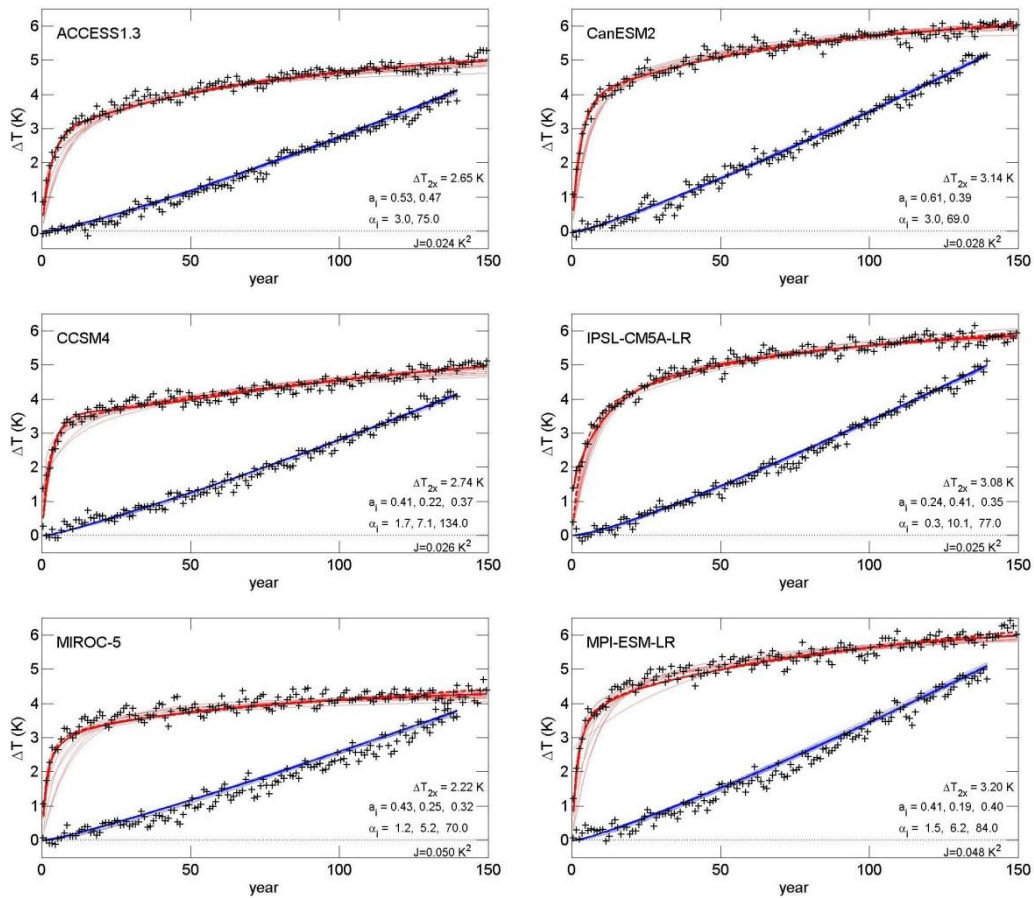 ACCESS1.3
ΔT (K)
6
5
4
3
2
1
0
ΔT2x = 2.65 K
ai = 0.53, 0.47
αi = 3.0, 75.0
J=0.024 K²
0 50 100 150
year
CanESM2
ΔT (K)
6
5
4
3
2
1
0
ΔT2x = 3.14 K
ai = 0.61, 0.39
αi = 3.0, 69.0
J=0.028 K²
0 50 100 150
year
CCSM4
ΔT (K)
6
5
4
3
2
1
0
ΔT2x = 2.74 K
ai = 0.41, 0.22, 0.37
αi = 1.7, 7.1, 134.0
J=0.026 K²
0 50 100 150
year
IPSL-CM5A-LR
ΔT (K)
6
5
4
3
2
1
0
ΔT2x = 3.08 K
ai = 0.24, 0.41, 0.35
αi = 0.3, 10.1, 77.0
J=0.025 K²
0 50 100 150
year
MIROC-5
ΔT (K)
6
5
4
3
2
1
0
ΔT2x = 2.22 K
ai = 0.43, 0.25, 0.32
αi = 1.2, 5.2, 70.0
J=0.050 K²
0 50 100 150
year
MPI-ESM-LR
ΔT (K)
6
5
4
3
2
1
0
ΔT2x = 3.20 K
ai = 0.41, 0.19, 0.40
αi = 1.5, 6.2, 84.0
J=0.048 K²
0 50 100 150
year